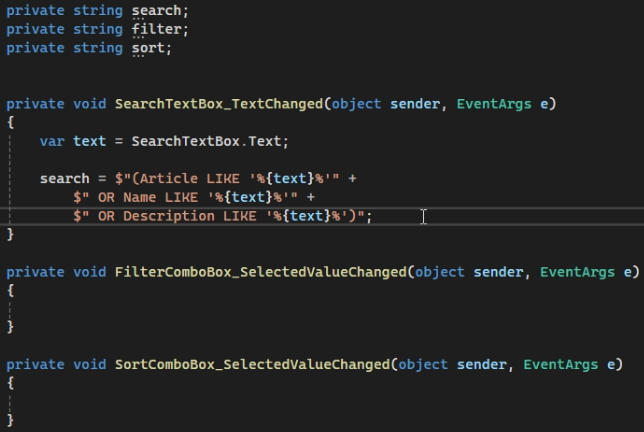 private string search;
private string filter;
private string sort;
private void SearchTextBox_TextChanged(object sender, EventArgs e)
{
var text = SearchTextBox.Text;
search = $"(Article LIKE '%{text}%'" +
$" OR Name LIKE '%{text}%'" +
$" OR Description LIKE '%{text}%')";
}
private void FilterComboBox_SelectedValueChanged(object sender, EventArgs e)
{
}
private void SortComboBox_SelectedValueChanged(object sender, EventArgs e)
{
}